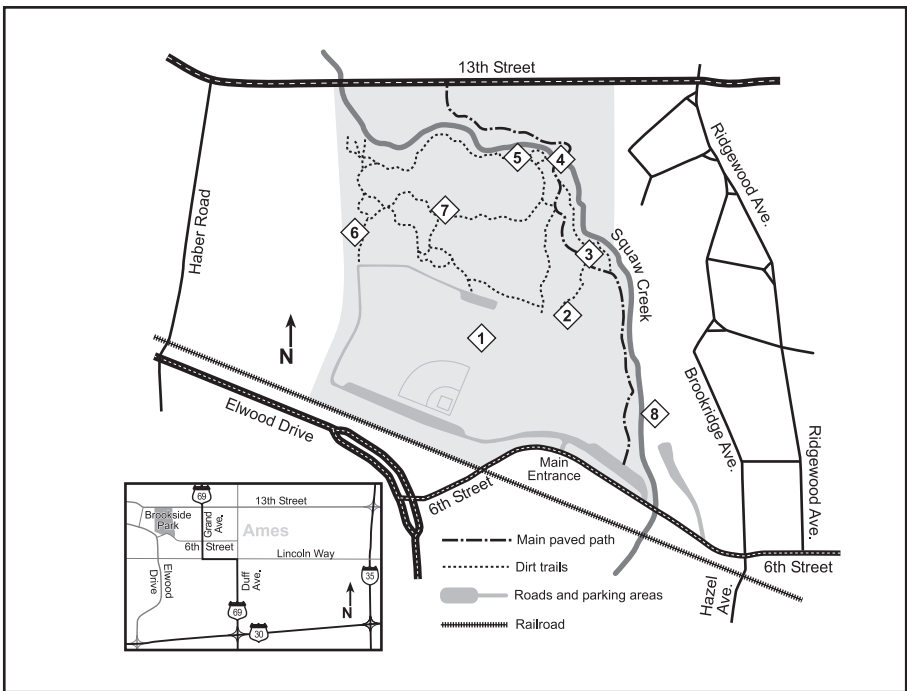 13th Street
Ridgewood Ave.
Haber Road
5
4
7
6
3
Squaw Creek
2
1
N
8
Brookridge Ave.
Ridgewood Ave.
Elwood Drive
Main
Entrance
6th Street
6th Street
Hazel
Ave.
Main paved path
Dirt trails
Roads and parking areas
Railroad
69
13th Street
Brookside
Park
Grand
Ave.
Ames
6th Street
Lincoln Way
Elwood
Drive
Duff
Ave.
35
N
69
30